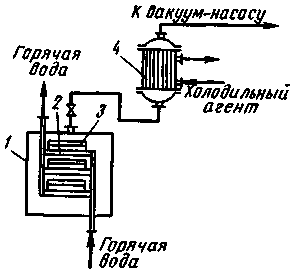 К вакуум-насосу
4
Горячая
вода
Холодильный
агент
2
3
1
Горячая
вода